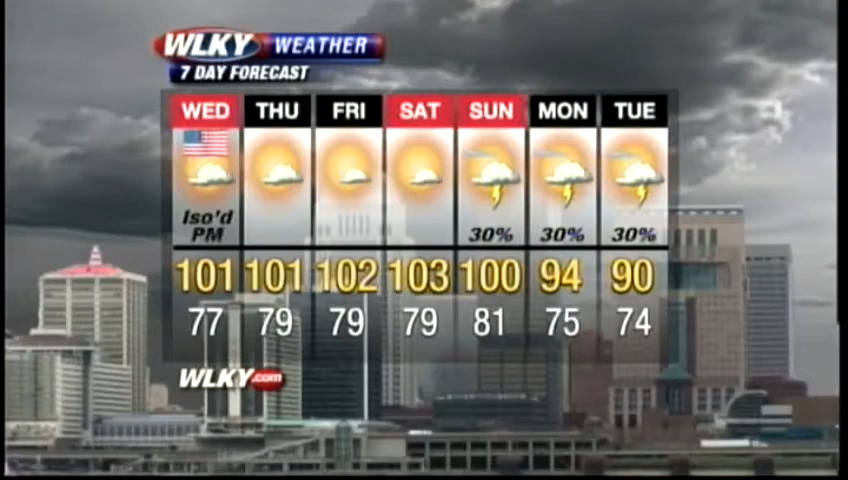 WLKY WEATHER
7 DAY FORECAST
WED THU FRI SAT SUN MON TUE
Iso'd
PM 30% 30% 30%
101 101 102 103 100 94 90
77 79 79 79 81 75 74
WLKY.com